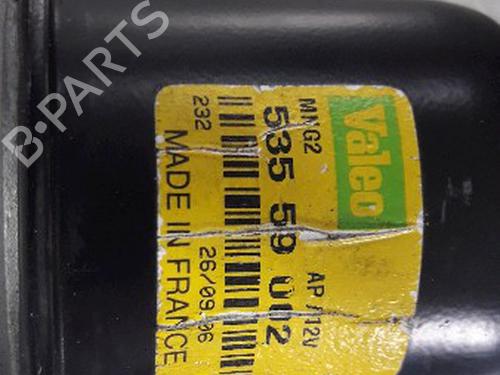 B-PARTS
Valeo
MMG2 AP /12V
535 59 002
232 26/09/06
MADE IN FRANCE